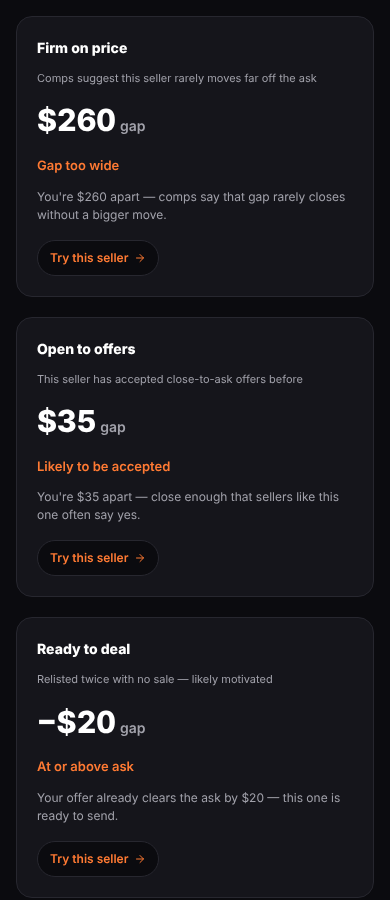 Firm on price
Comps suggest this seller rarely moves far off the ask
$260 gap
Gap too wide
You're $260 apart — comps say that gap rarely closes
without a bigger move.
Try this seller →
Open to offers
This seller has accepted close-to-ask offers before
$35 gap
Likely to be accepted
You're $35 apart — close enough that sellers like this
one often say yes.
Try this seller →
Ready to deal
Relisted twice with no sale — likely motivated
−$20 gap
At or above ask
Your offer already clears the ask by $20 — this one is
ready to send.
Try this seller →